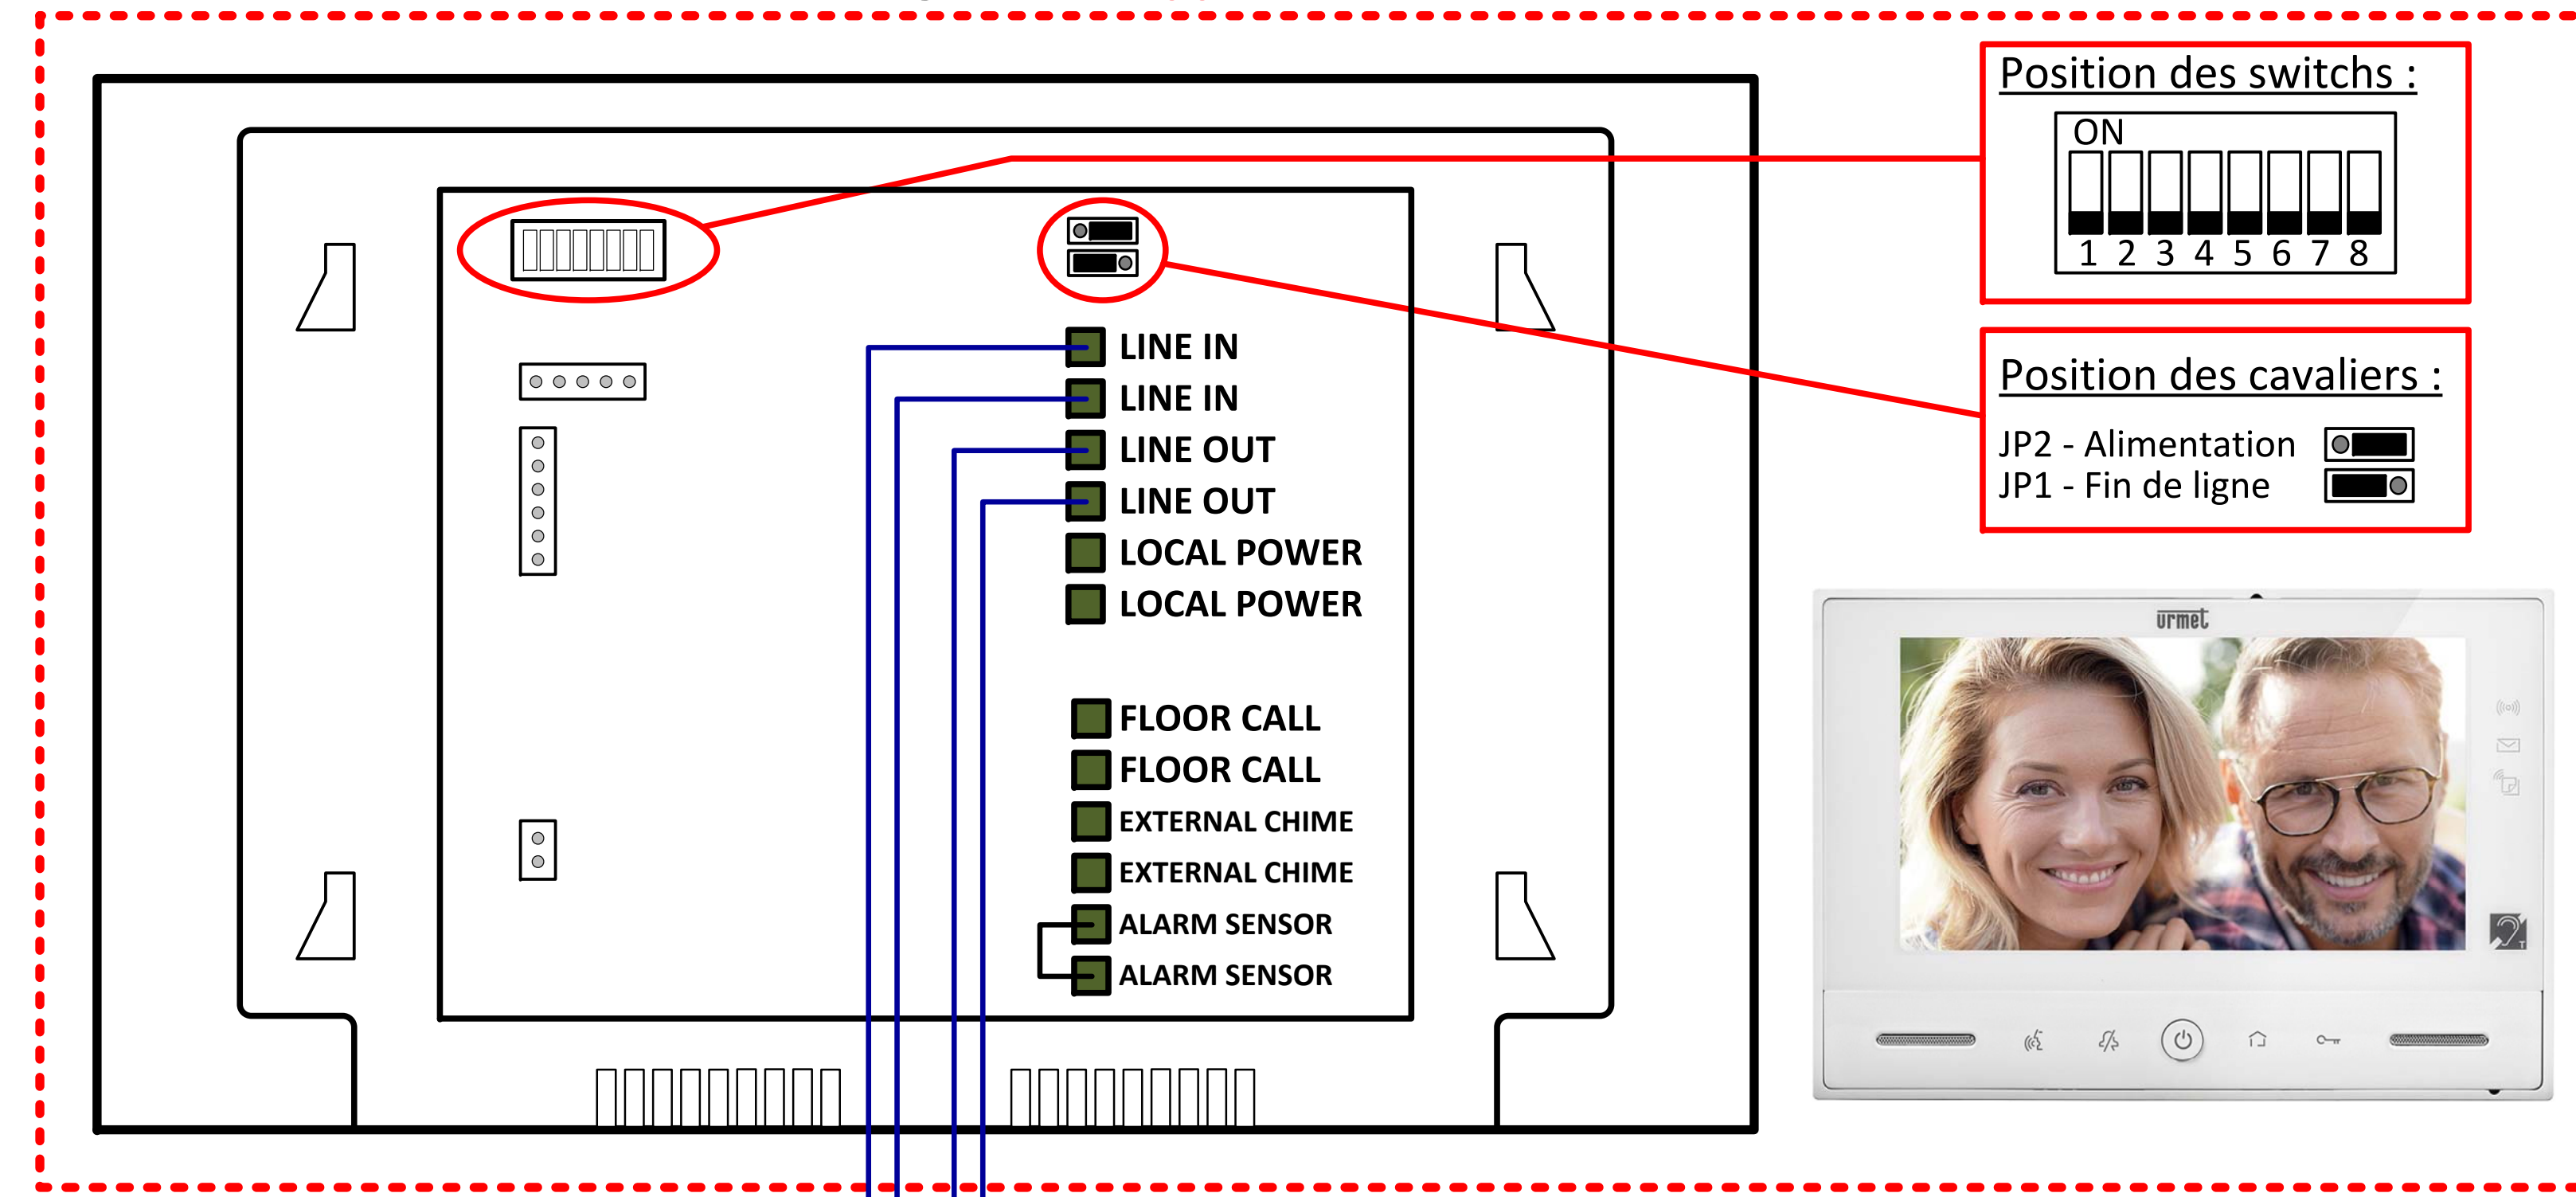 Position des switchs :
ON
1 2 3 4 5 6 7 8
Position des cavaliers :
JP2 - Alimentation
JP1 - Fin de ligne
LINE IN
LINE IN
LINE OUT
LINE OUT
LOCAL POWER
LOCAL POWER
FLOOR CALL
FLOOR CALL
EXTERNAL CHIME
EXTERNAL CHIME
ALARM SENSOR
ALARM SENSOR
urmet
T